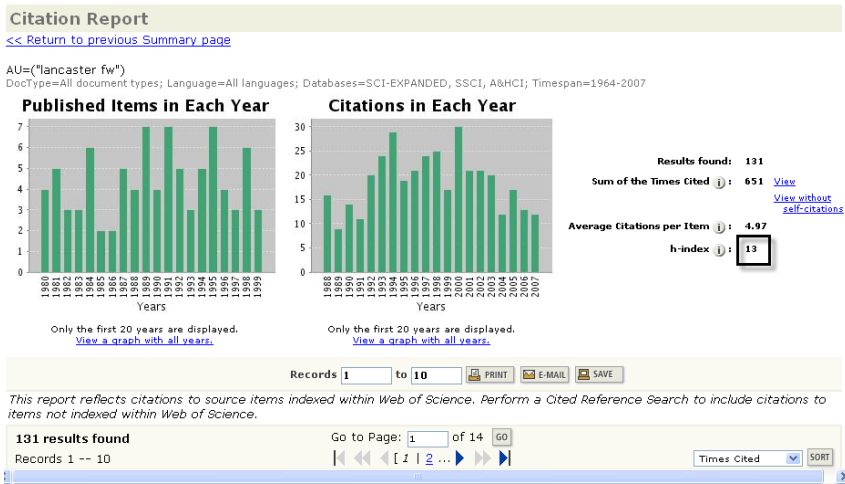 Citation Report
<< Return to previous Summary page
AU=("lancaster fw")
DocType=All document types; Language=All languages; Databases=SCI-EXPANDED, SSCI, A&HCI; Timespan=1964-2007
Published Items in Each Year
7
6
5
4
3
2
1
0
1980 1981 1982 1983 1984 1985 1986 1987 1988 1989 1990 1991 1992 1993 1994 1995 1996 1997 1998 1999
Years
Only the first 20 years are displayed.
View a graph with all years.
Citations in Each Year
30
25
20
15
10
5
0
1988 1989 1990 1991 1992 1993 1994 1995 1996 1997 1998 1999 2000 2001 2002 2003 2004 2005 2006 2007
Years
Only the first 20 years are displayed.
View a graph with all years.
Results found: 131
Sum of the Times Cited i : 651 View
View without
self-citations
Average Citations per Item i : 4.97
h-index i : 13
Records 1 to 10 PRINT E-MAIL SAVE
This report reflects citations to source items indexed within Web of Science. Perform a Cited Reference Search to include citations to
items not indexed within Web of Science.
131 results found
Go to Page: 1 of 14 GO
Records 1 -- 10
[ 1 | 2 ...
Times Cited SORT